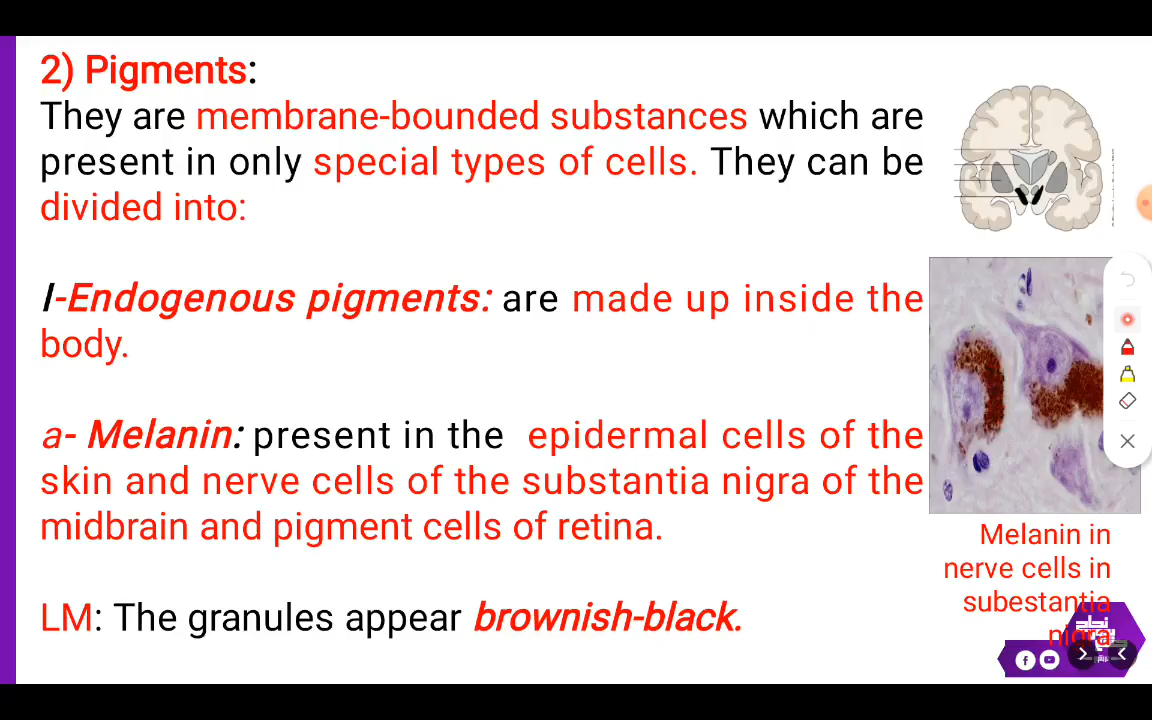 2) Pigments:
They are membrane-bounded substances which are
present in only special types of cells. They can be
divided into:
I-Endogenous pigments: are made up inside the
body.
a- Melanin: present in the epidermal cells of the
skin and nerve cells of the substantia nigra of the
midbrain and pigment cells of retina.
LM: The granules appear brownish-black.
Melanin in
nerve cells in
subestantia
nigra